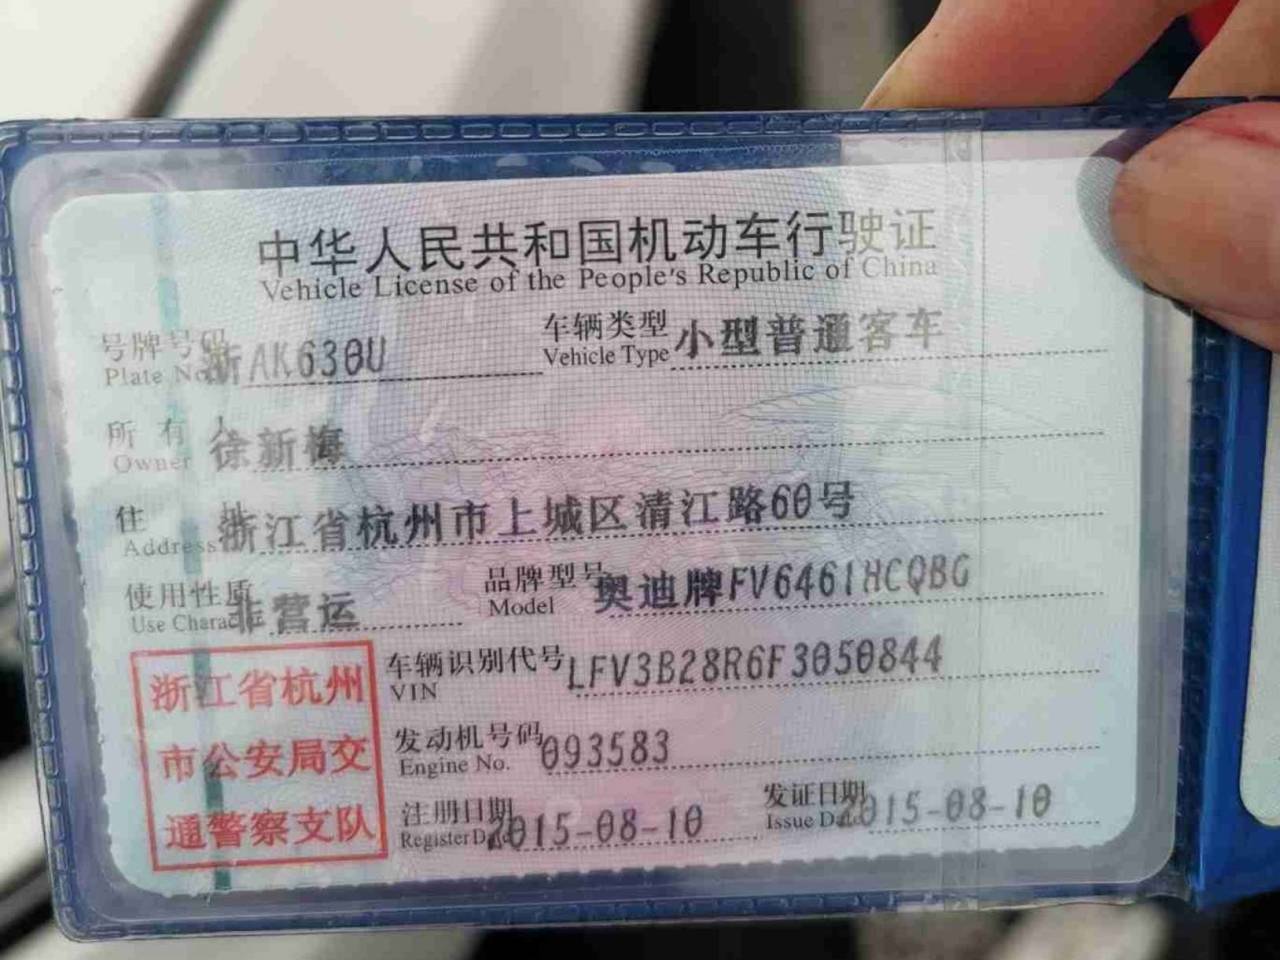 中华人民共和国机动车行驶证
Vehicle License of the People's Republic of China
号牌号码 浙AK630U 车辆类型 小型普通客车
Plate No. Vehicle Type
所有人 徐新梅
Owner
住址 浙江省杭州市上城区清江路60号
Address
使用性质 非营运 品牌型号 奥迪牌FV6461HCQBG
Use Charac Model
浙江省杭州
市公安局交
通警察支队
车辆识别代号 LFV3B28R6F3050844
VIN
发动机号码 093583
Engine No.
注册日期 2015-08-10 发证日期 2015-08-10
Register Da Issue Da